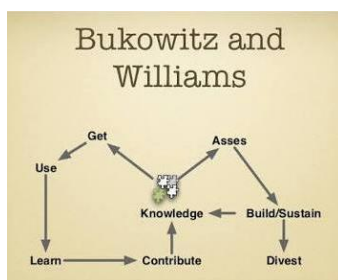 Bukowitz and
Williams
Get
Asses
Use
Knowledge
Build/Sustain
Learn
Contribute
Divest